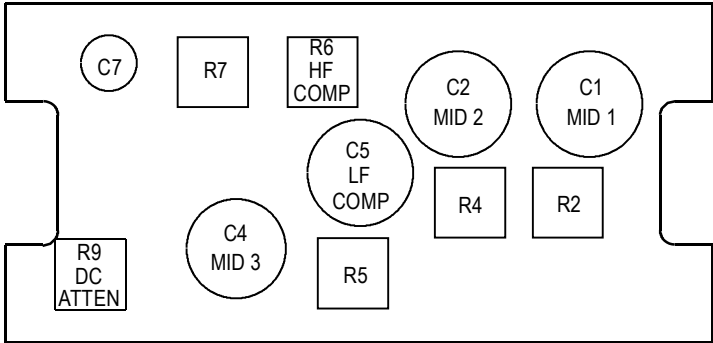 C7
R7
R6
HF
COMP
C2
MID 2
C1
MID 1
C5
LF
COMP
R4
R2
C4
MID 3
R9
DC
ATTEN
R5